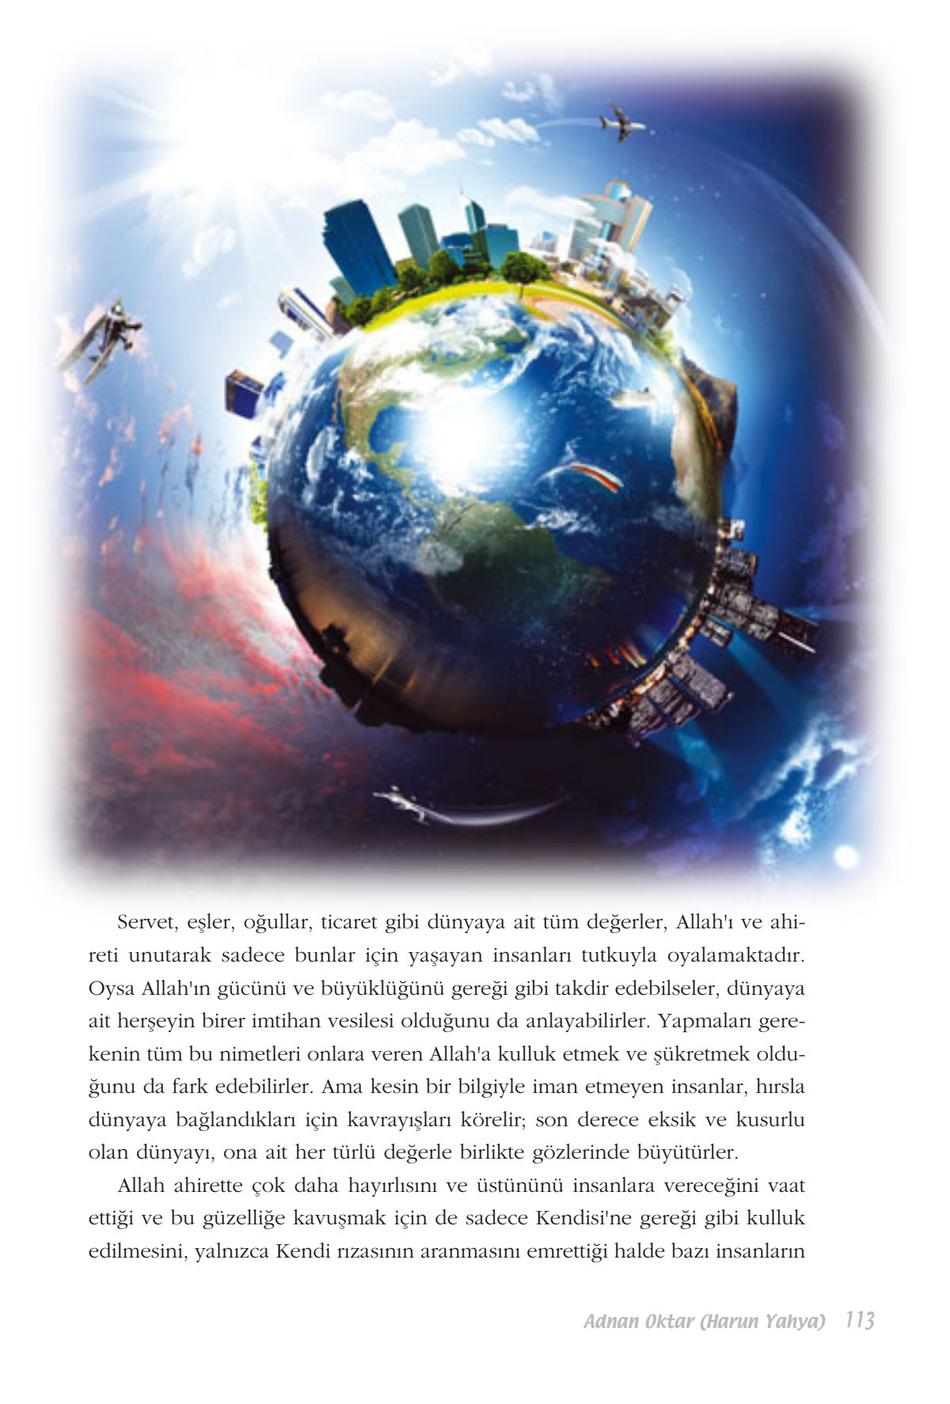 Servet, eşler, oğullar, ticaret gibi dünyaya ait tüm değerler, Allah'ı ve ahi-
reti unutarak sadece bunlar için yaşayan insanları tutkuyla oyalamaktadır.
Oysa Allah'ın gücünü ve büyüklüğünü gereği gibi takdir edebilseler, dünyaya
ait herşeyin birer imtihan vesilesi olduğunu da anlayabilirler. Yapmaları gere-
kenin tüm bu nimetleri onlara veren Allah'a kulluk etmek ve şükretmek oldu-
ğunu da fark edebilirler. Ama kesin bir bilgiyle iman etmeyen insanlar, hırsla
dünyaya bağlandıkları için kavrayışları körelir; son derece eksik ve kusurlu
olan dünyayı, ona ait her türlü değerle birlikte gözlerinde büyütürler.
Allah ahirette çok daha hayırlısını ve üstününü insanlara vereceğini vaat
ettiği ve bu güzelliğe kavuşmak için de sadece Kendisi'ne gereği gibi kulluk
edilmesini, yalnızca Kendi rızasının aranmasını emrettiği halde bazı insanların
Adnan Oktar (Harun Yahya) 113